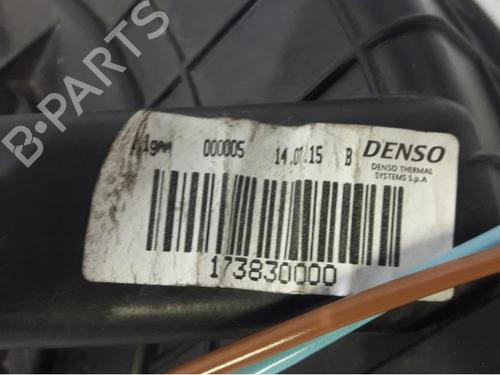 000005 14.07.15 B DENSO
DENSO THERMAL
SYSTEMS S.p.A
173830000
B-PARTS